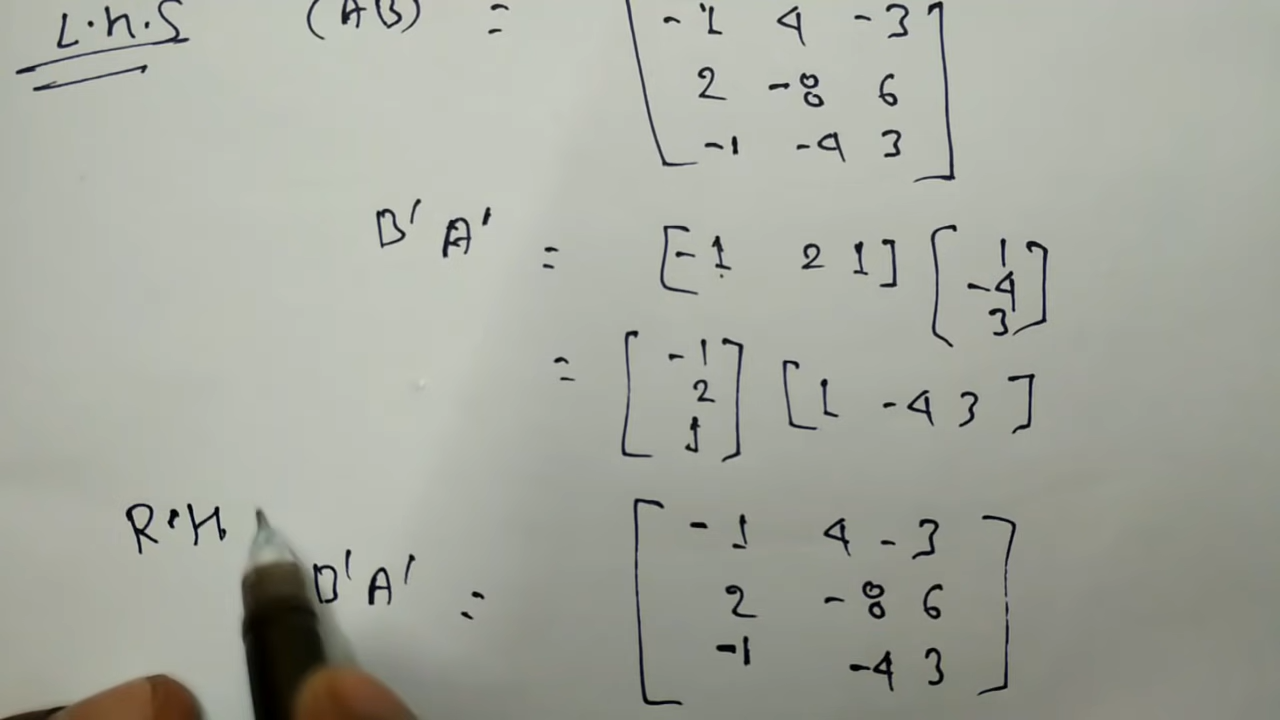 L.H.S (AB) = [ -1 4 -3
2 -8 6
-1 -4 3 ]
B' A' = [ -1 2 1 ] [ 1
-4
3 ]
= [ -1
2
1 ] [ 1 -4 3 ]
R.H
B'A' = [ -1 4 -3
2 -8 6
-1 -4 3 ]